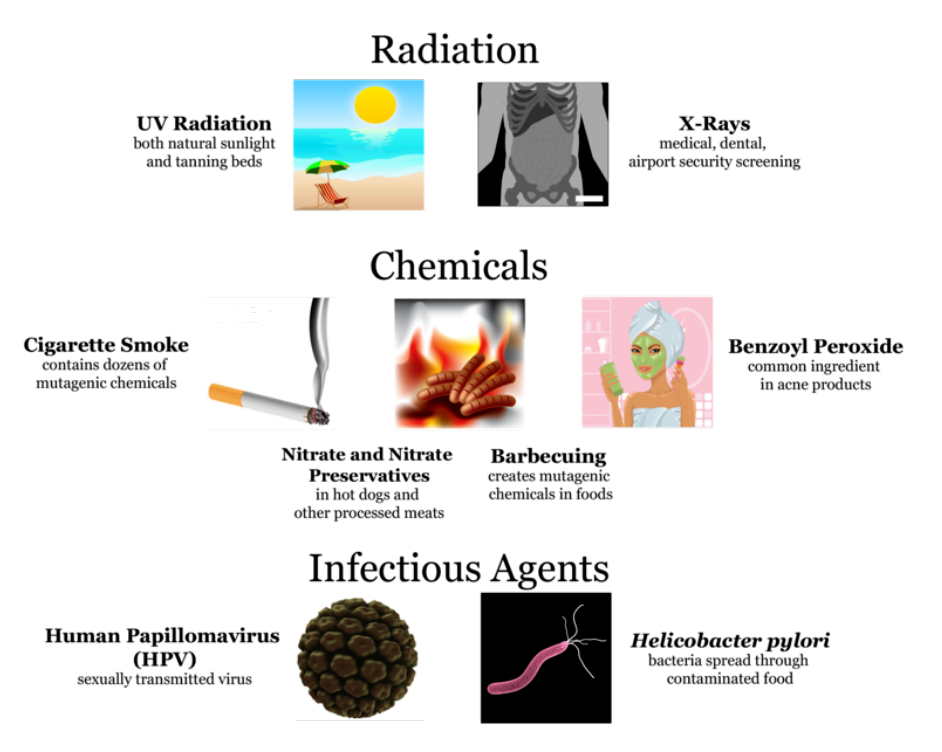 Radiation
UV Radiation
both natural sunlight
and tanning beds
X-Rays
medical, dental,
airport security screening
Chemicals
Cigarette Smoke
contains dozens of
mutagenic chemicals
Benzoyl Peroxide
common ingredient
in acne products
Nitrate and Nitrate
Preservatives
in hot dogs and
other processed meats
Barbecuing
creates mutagenic
chemicals in foods
Infectious Agents
Human Papillomavirus
(HPV)
sexually transmitted virus
Helicobacter pylori
bacteria spread through
contaminated food